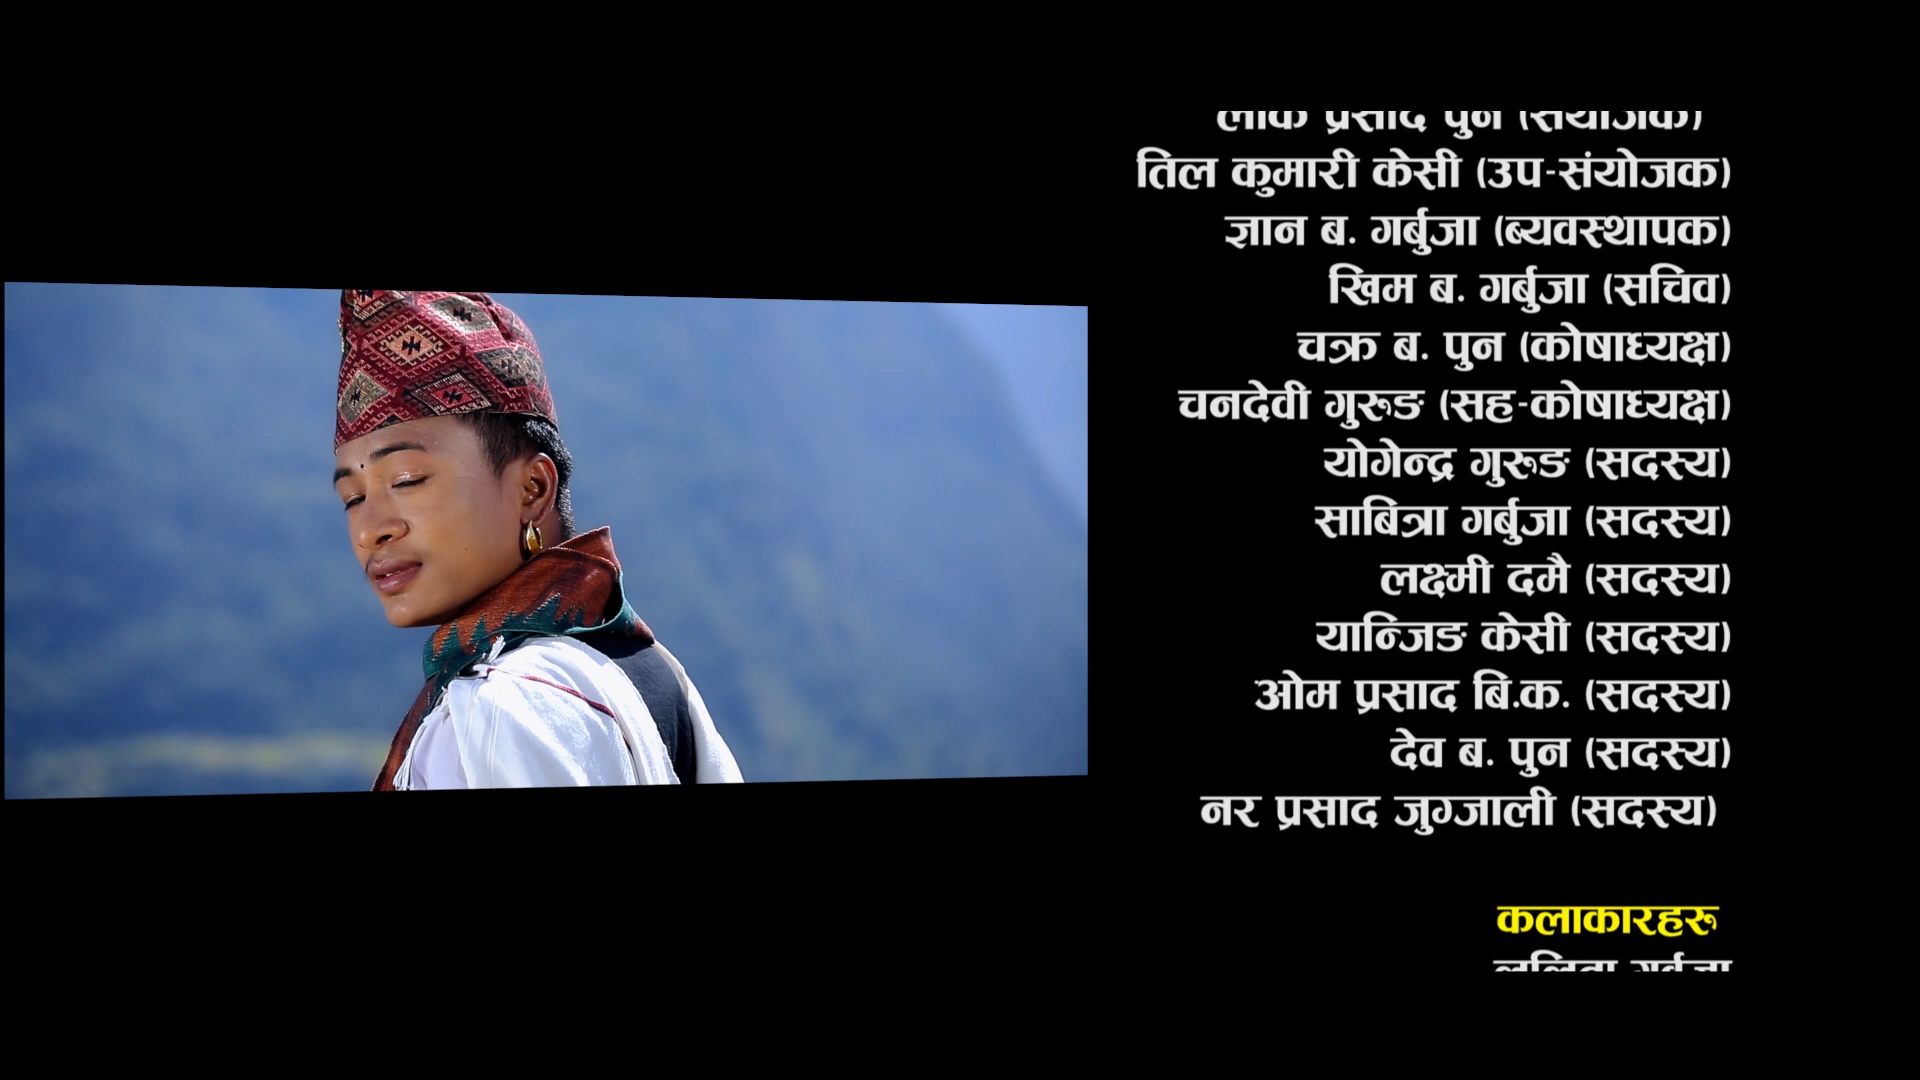 प्रसाद पुन
तिल कुमारी केसी (उप-संयोजक)
ज्ञान ब. गर्बुजा (ब्यवस्थापक)
खिम ब. गर्बुजा (सचिव)
चक्र ब. पुन (कोषाध्यक्ष)
चनदेवी गुरुङ (सह-कोषाध्यक्ष)
योगेन्द्र गुरुङ (सदस्य)
साबित्रा गर्बुजा (सदस्य)
लक्ष्मी दमै (सदस्य)
यान्जिङ केसी (सदस्य)
ओम प्रसाद बि.क. (सदस्य)
देव ब. पुन (सदस्य)
नर प्रसाद जुग्जाली (सदस्य)
कलाकारहरु